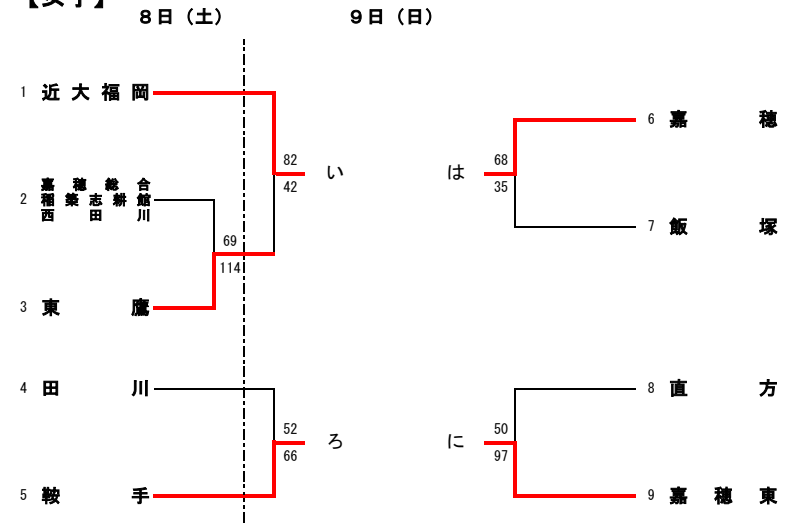 【女子】
8日(土)
9日(日)
1 近大福岡
82
42
い
2 嘉穂総合
稲築志耕館
西田川
69
114
3 東鷹
4 田川
52
66
ろ
5 鞍手
は
68
35
6 嘉穂
7 飯塚
に
50
97
8 直方
9 嘉穂東